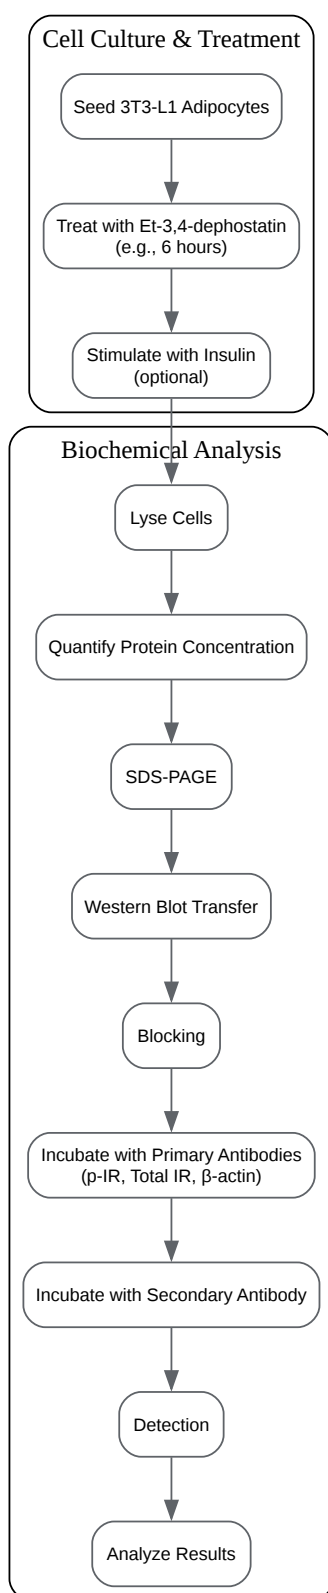 Cell Culture & Treatment
Seed 3T3-L1 Adipocytes
Treat with Et-3,4-dephostatin
(e.g., 6 hours)
Stimulate with Insulin
(optional)
Biochemical Analysis
Lyse Cells
Quantify Protein Concentration
SDS-PAGE
Western Blot Transfer
Blocking
Incubate with Primary Antibodies
(p-IR, Total IR, β-actin)
Incubate with Secondary Antibody
Detection
Analyze Results